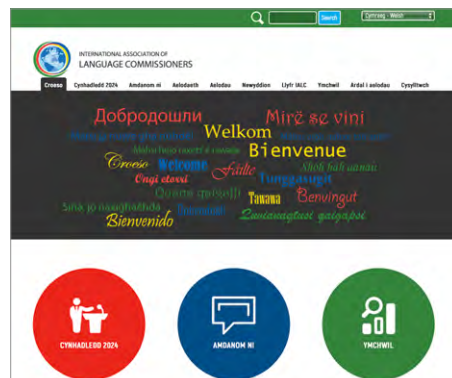 Search
Cymraeg - Welsh
INTERNATIONAL ASSOCIATION OF
LANGUAGE COMMISSIONERS
Croeso Cynhadledd 2024 Amdanom ni Aelodaeth Aelodau Newyddion Llyfr IALC Ymchwil Ardal i aelodau Cysylltwch
Добродошли Mirë se vini
Welkom
Bienvenue
Croeso Welcome Fáilte
Ongi etorri Tunngasugit
Tawawa Benvingut
Bienvenido
CYNHADLEDD 2024
AMDANOM NI
YMCHWIL